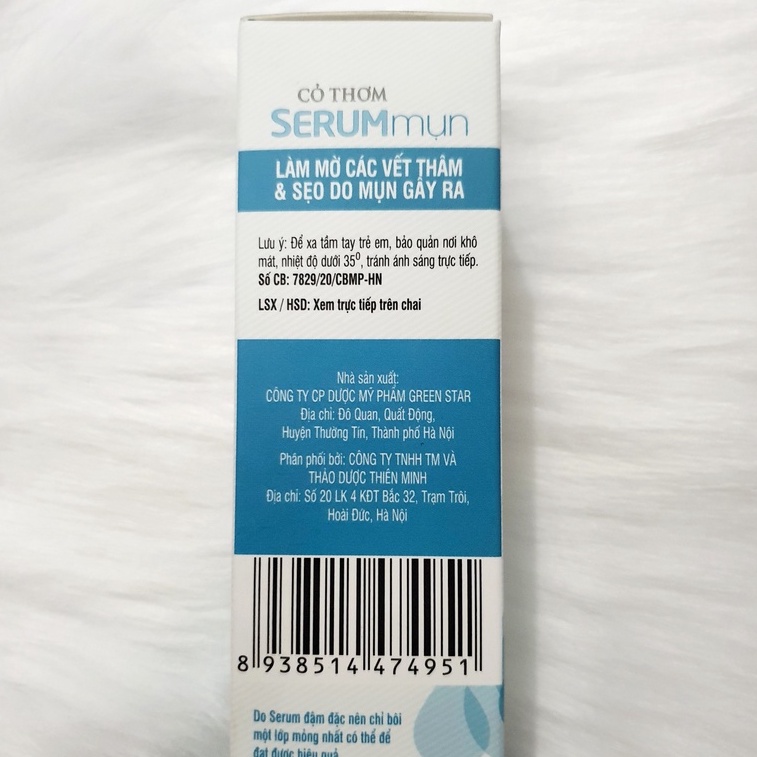 CỎ THƠM
SERUMmụn
LÀM MỜ CÁC VẾT THÂM
& SẸO DO MỤN GÂY RA
Lưu ý: Để xa tầm tay trẻ em, bảo quản nơi khô
mát, nhiệt độ dưới 35⁰, tránh ánh sáng trực tiếp.
Số CB: 7829/20/CBMP-HN
LSX / HSD: Xem trực tiếp trên chai
Nhà sản xuất:
CÔNG TY CP DƯỢC MỸ PHẨM GREEN STAR
Địa chỉ: Đô Quan, Quất Động,
Huyện Thường Tín, Thành phố Hà Nội
Phân phối bởi: CÔNG TY TNHH TM VÀ
THẢO DƯỢC THIÊN MINH
Địa chỉ: Số 20 LK 4 KĐT Bắc 32, Trạm Trôi,
Hoài Đức, Hà Nội
8 938514 474951
Do Serum đậm đặc nên chỉ bôi
một lớp mỏng nhất có thể để
đạt được hiệu quả